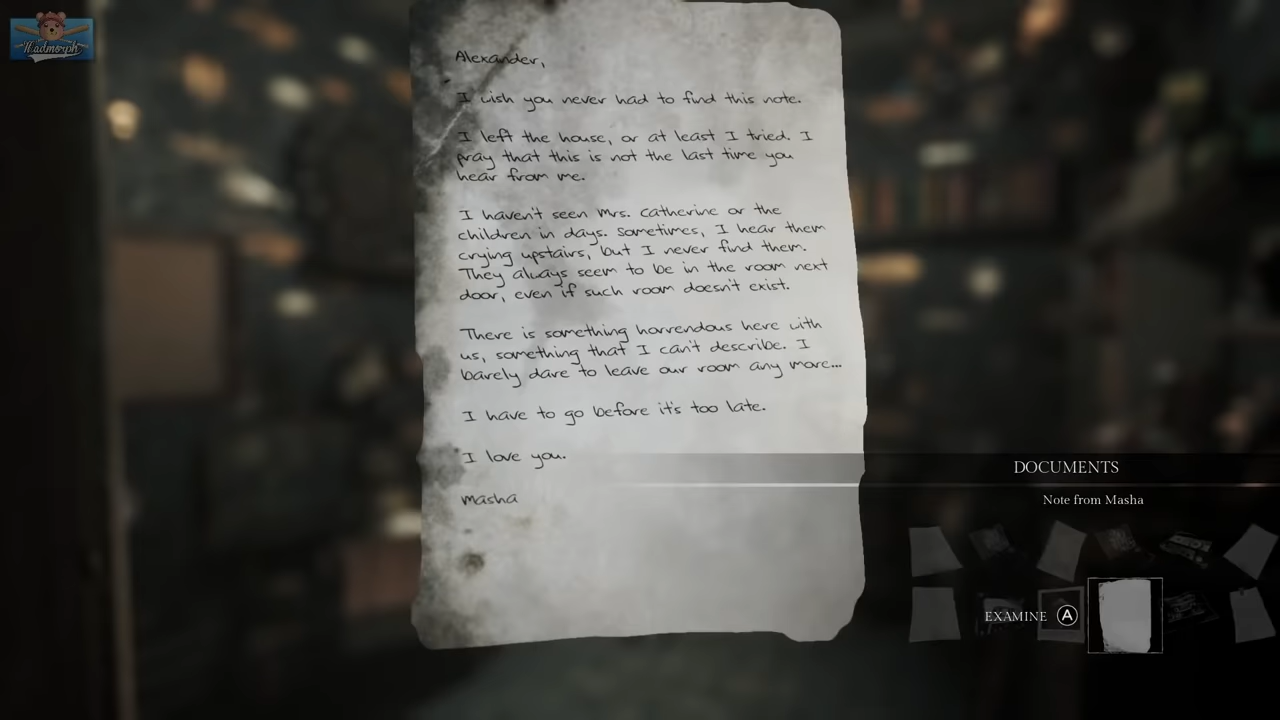 Madmorph
Alexander,
I wish you never had to find this note.
I left the house, or at least I tried. I
pray that this is not the last time you
hear from me.
I haven't seen Mrs. Catherine or the
children in days. Sometimes, I hear them
crying upstairs, but I never find them.
They always seem to be in the room next
door, even if such room doesn't exist.
There is something horrendous here with
us, something that I can't describe. I
barely dare to leave our room any more...
I have to go before it's too late.
I love you.
Masha
DOCUMENTS
Note from Masha
EXAMINE A